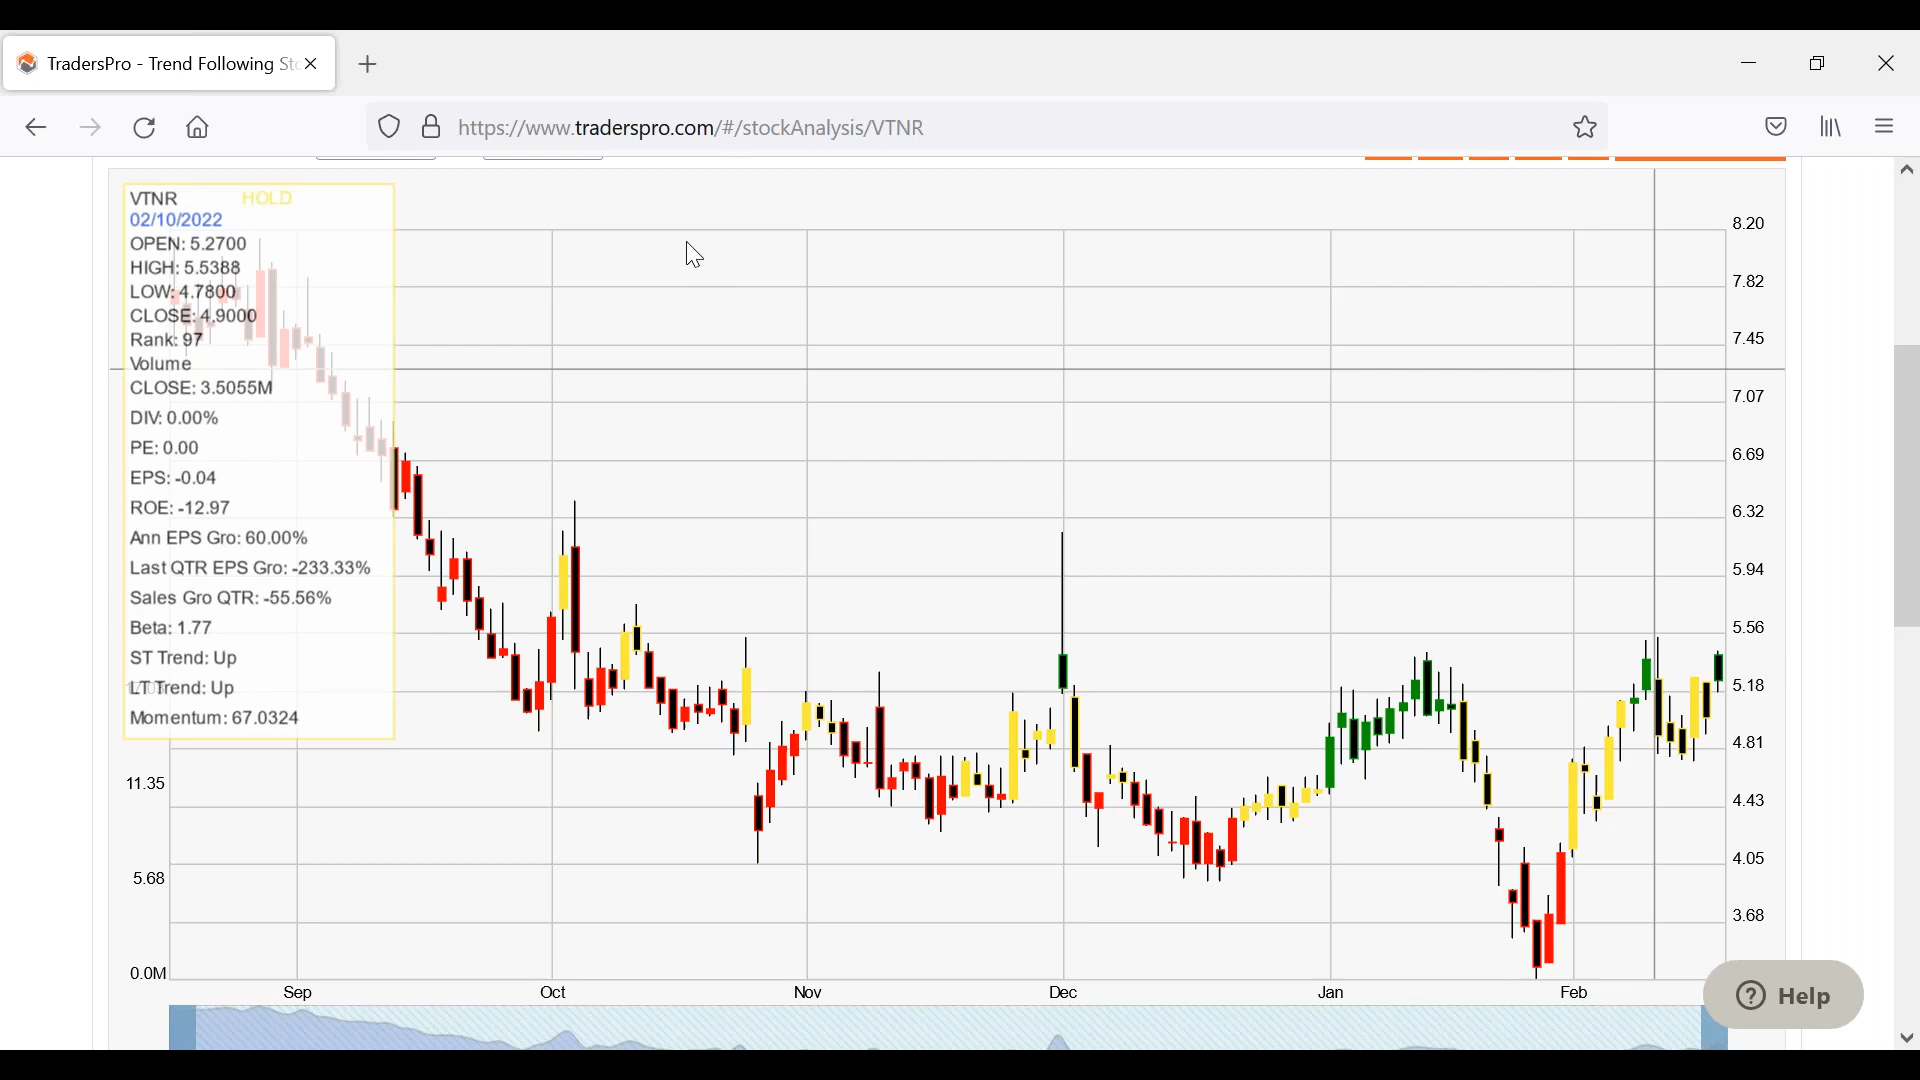 TradersPro - Trend Following Sto
https://www.traderspro.com/#/stockAnalysis/VTNR
VTNR HOLD
02/10/2022
OPEN: 5.2700
HIGH: 5.5388
LOW: 4.7800
CLOSE: 4.9000
Rank: 97
Volume
CLOSE: 3.5055M
DIV: 0.00%
PE: 0.00
EPS: -0.04
ROE: -12.97
Ann EPS Gro: 60.00%
Last QTR EPS Gro: -233.33%
Sales Gro QTR: -55.56%
Beta: 1.77
ST Trend: Up
LT Trend: Up
Momentum: 67.0324
8.20
7.82
7.45
7.07
6.69
6.32
5.94
5.56
5.18
4.81
4.43
4.05
3.68
11.35
5.68
0.0M
Sep Oct Nov Dec Jan Feb
Help